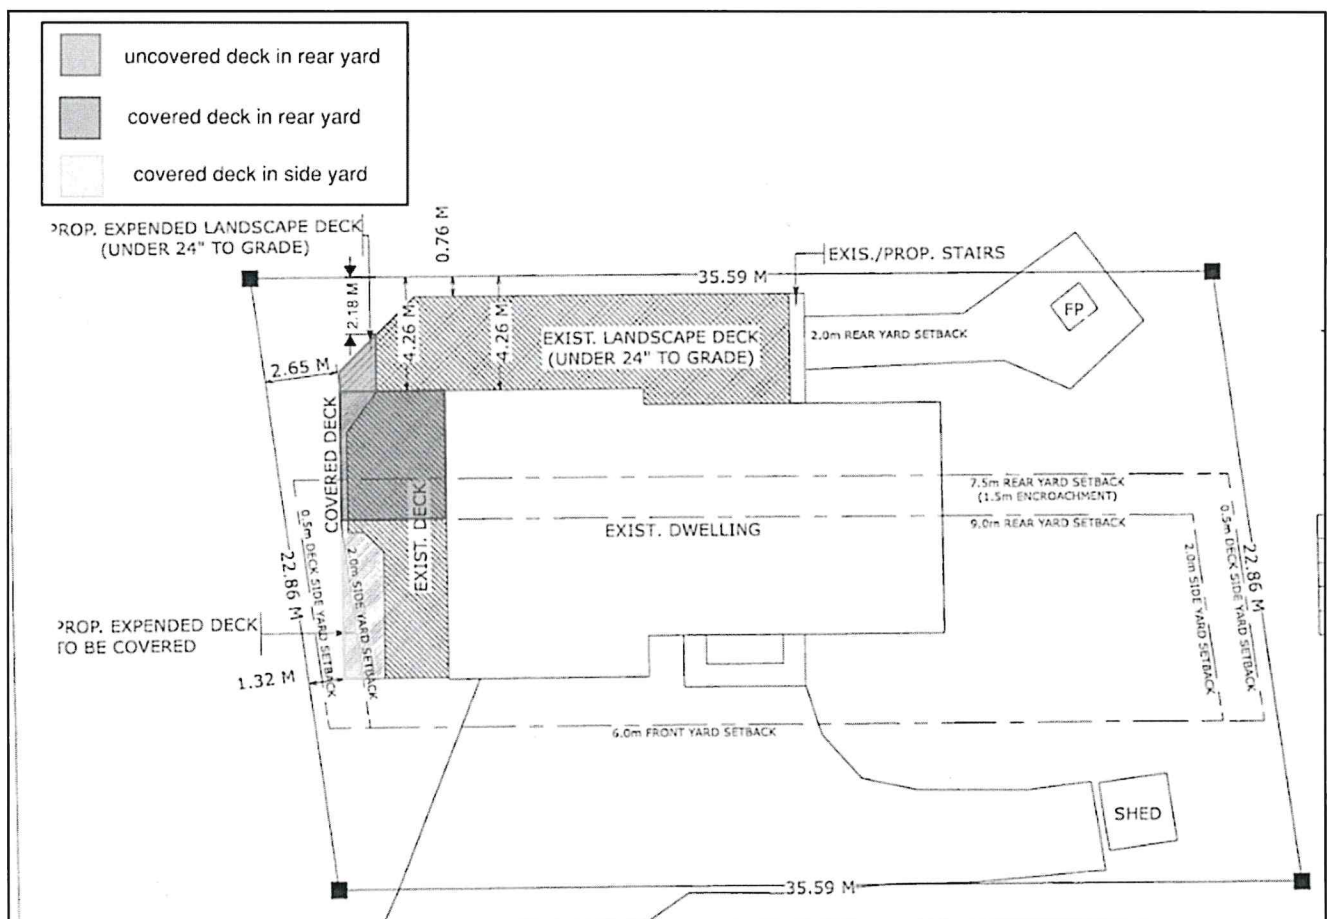 uncovered deck in rear yard
covered deck in rear yard
covered deck in side yard
PROP. EXPENDED LANDSCAPE DECK
(UNDER 24" TO GRADE)
0.76 M
35.59 M
EXIS./PROP. STAIRS
2.18 M
4.26 M
4.26 M
EXIST. LANDSCAPE DECK
(UNDER 24" TO GRADE)
2.0m REAR YARD SETBACK
FP
2.65 M
COVERED DECK
EXIST. DECK
7.5m REAR YARD SETBACK
(1.5m ENCROACHMENT)
9.0m REAR YARD SETBACK
EXIST. DWELLING
22.86 M
0.5m DECK SIDE YARD SETBACK
2.0m SIDE YARD SETBACK
2.0m SIDE YARD SETBACK
0.5m DECK SIDE YARD SETBACK
22.86 M
PROP. EXPENDED DECK
TO BE COVERED
1.32 M
6.0m FRONT YARD SETBACK
SHED
35.59 M